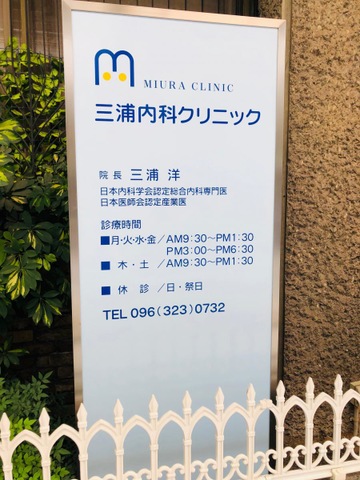 m
MIURA CLINIC
三浦内科クリニック
院長 三浦 洋
日本内科学会認定総合内科専門医
日本医師会認定産業医
診療時間
■月・火・水・金／AM9:30〜PM1:30
PM3:00〜PM6:30
■ 木・土 ／AM9:30〜PM1:30
■ 休 診 ／日・祭日
TEL 096(323)0732